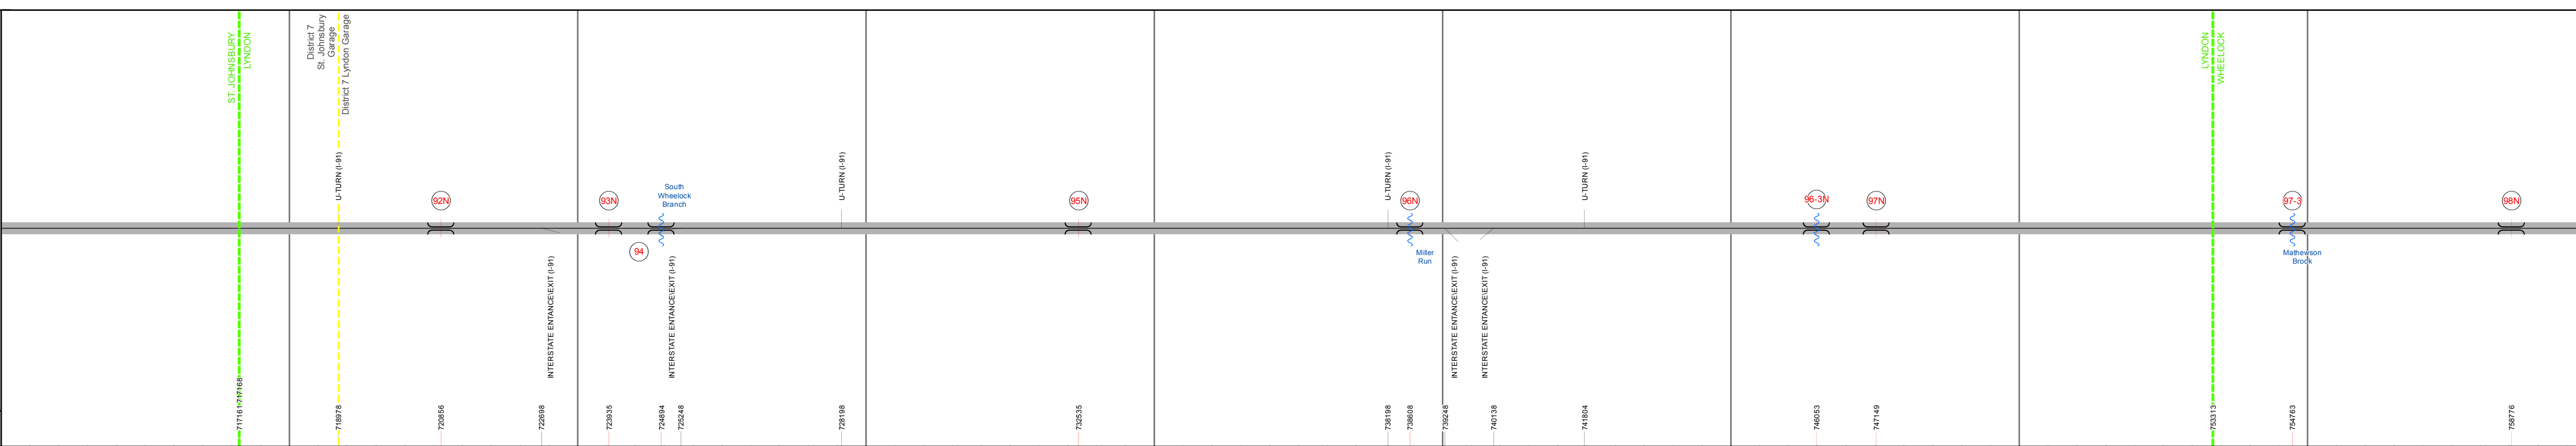 ST. JOHNSBURY
LYNDON
District 7
St. Johnsbury
Garage
District 7 Lyndon Garage
LYNDON
WHEELOCK
U-TURN (I-91)
U-TURN (I-91)
U-TURN (I-91)
U-TURN (I-91)
92N
93N
South
Wheelock
Branch
95N
96N
96-3N
97N
97-3
98N
94
Miller
Run
Mathewson
Brook
INTERSTATE ENTANCE\EXIT (I-91)
INTERSTATE ENTANCE\EXIT (I-91)
INTERSTATE ENTANCE\EXIT (I-91)
INTERSTATE ENTANCE\EXIT (I-91)
717161
717168
718978
720856
722698
723935
724894
725248
728198
732535
738198
738608
739248
740138
741804
746053
747149
753313
754763
758776